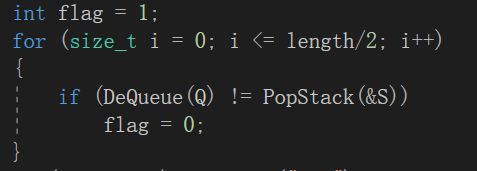 int flag = 1;
for (size_t i = 0; i <= length/2; i++)
{
if (DeQueue(Q) != PopStack(&S))
flag = 0;
}